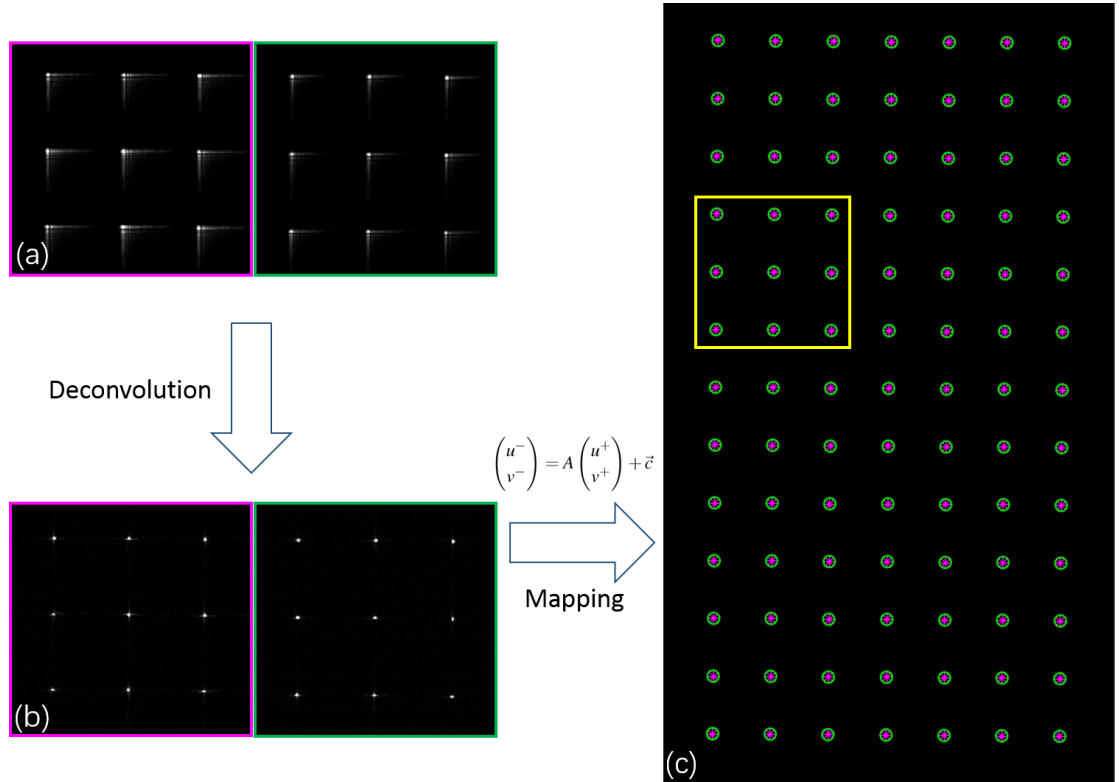 (a)
Deconvolution
(b)
(u⁻ v⁻) = A (u⁺ v⁺) + c⃗
Mapping
(c)